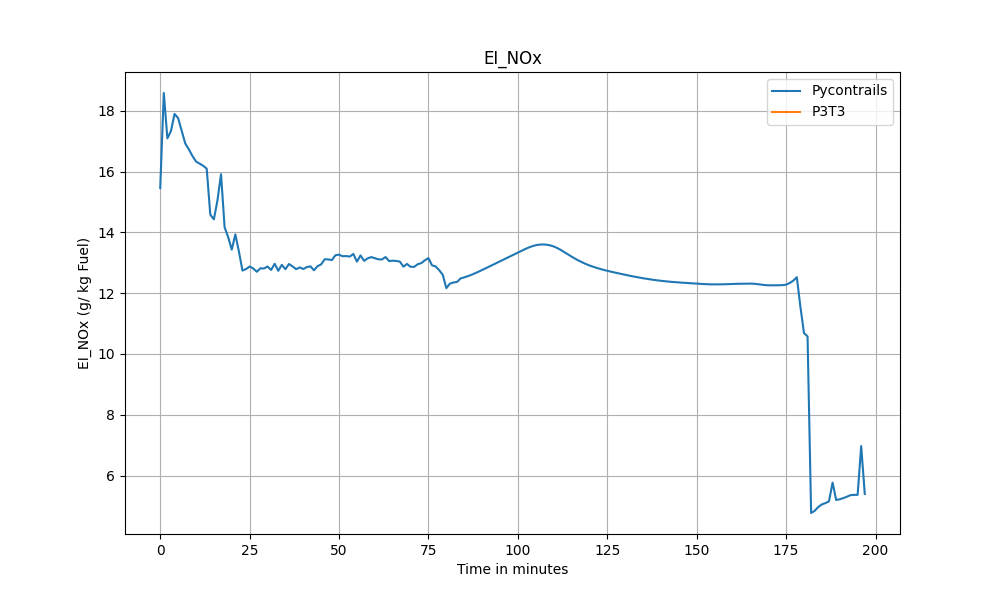 EI_NOx
Pycontrails
P3T3
EI_NOx (g/ kg Fuel)
18
16
14
12
10
8
6
0 25 50 75 100 125 150 175 200
Time in minutes